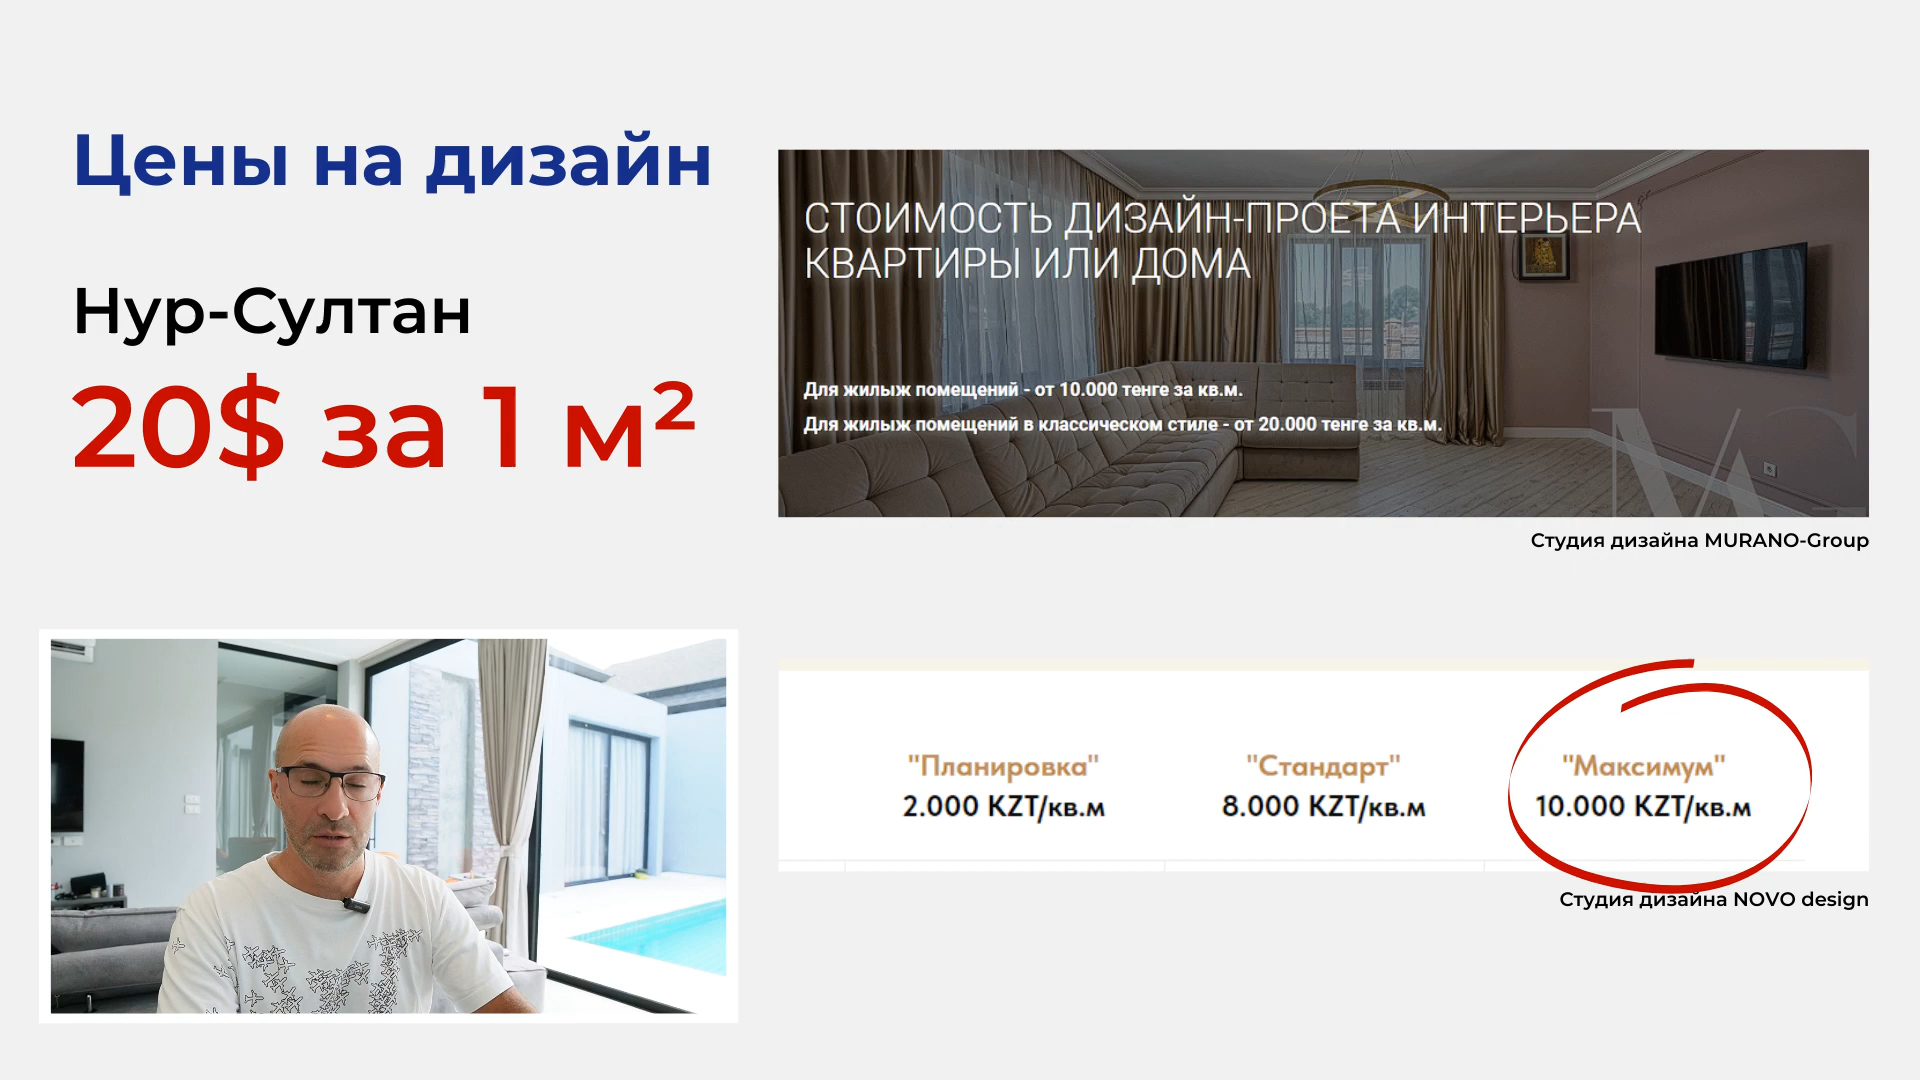 Цены на дизайн
Нур-Султан
20$ за 1 м²
СТОИМОСТЬ ДИЗАЙН-ПРОЕТА ИНТЕРЬЕРА
КВАРТИРЫ ИЛИ ДОМА
Для жилыж помещений - от 10.000 тенге за кв.м.
Для жилыж помещений в классическом стиле - от 20.000 тенге за кв.м.
Студия дизайна MURANO-Group
"Планировка"
2.000 KZT/кв.м
"Стандарт"
8.000 KZT/кв.м
"Максимум"
10.000 KZT/кв.м
Студия дизайна NOVO design